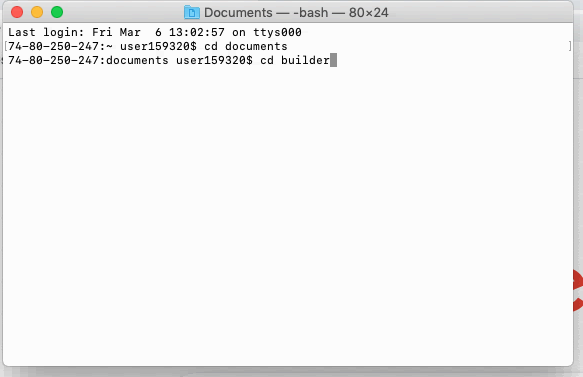 Documents — -bash — 80×24
Last login: Fri Mar  6 13:02:57 on ttys000
[74-80-250-247:~ user159320$ cd documents ]
74-80-250-247:documents user159320$ cd builder
e